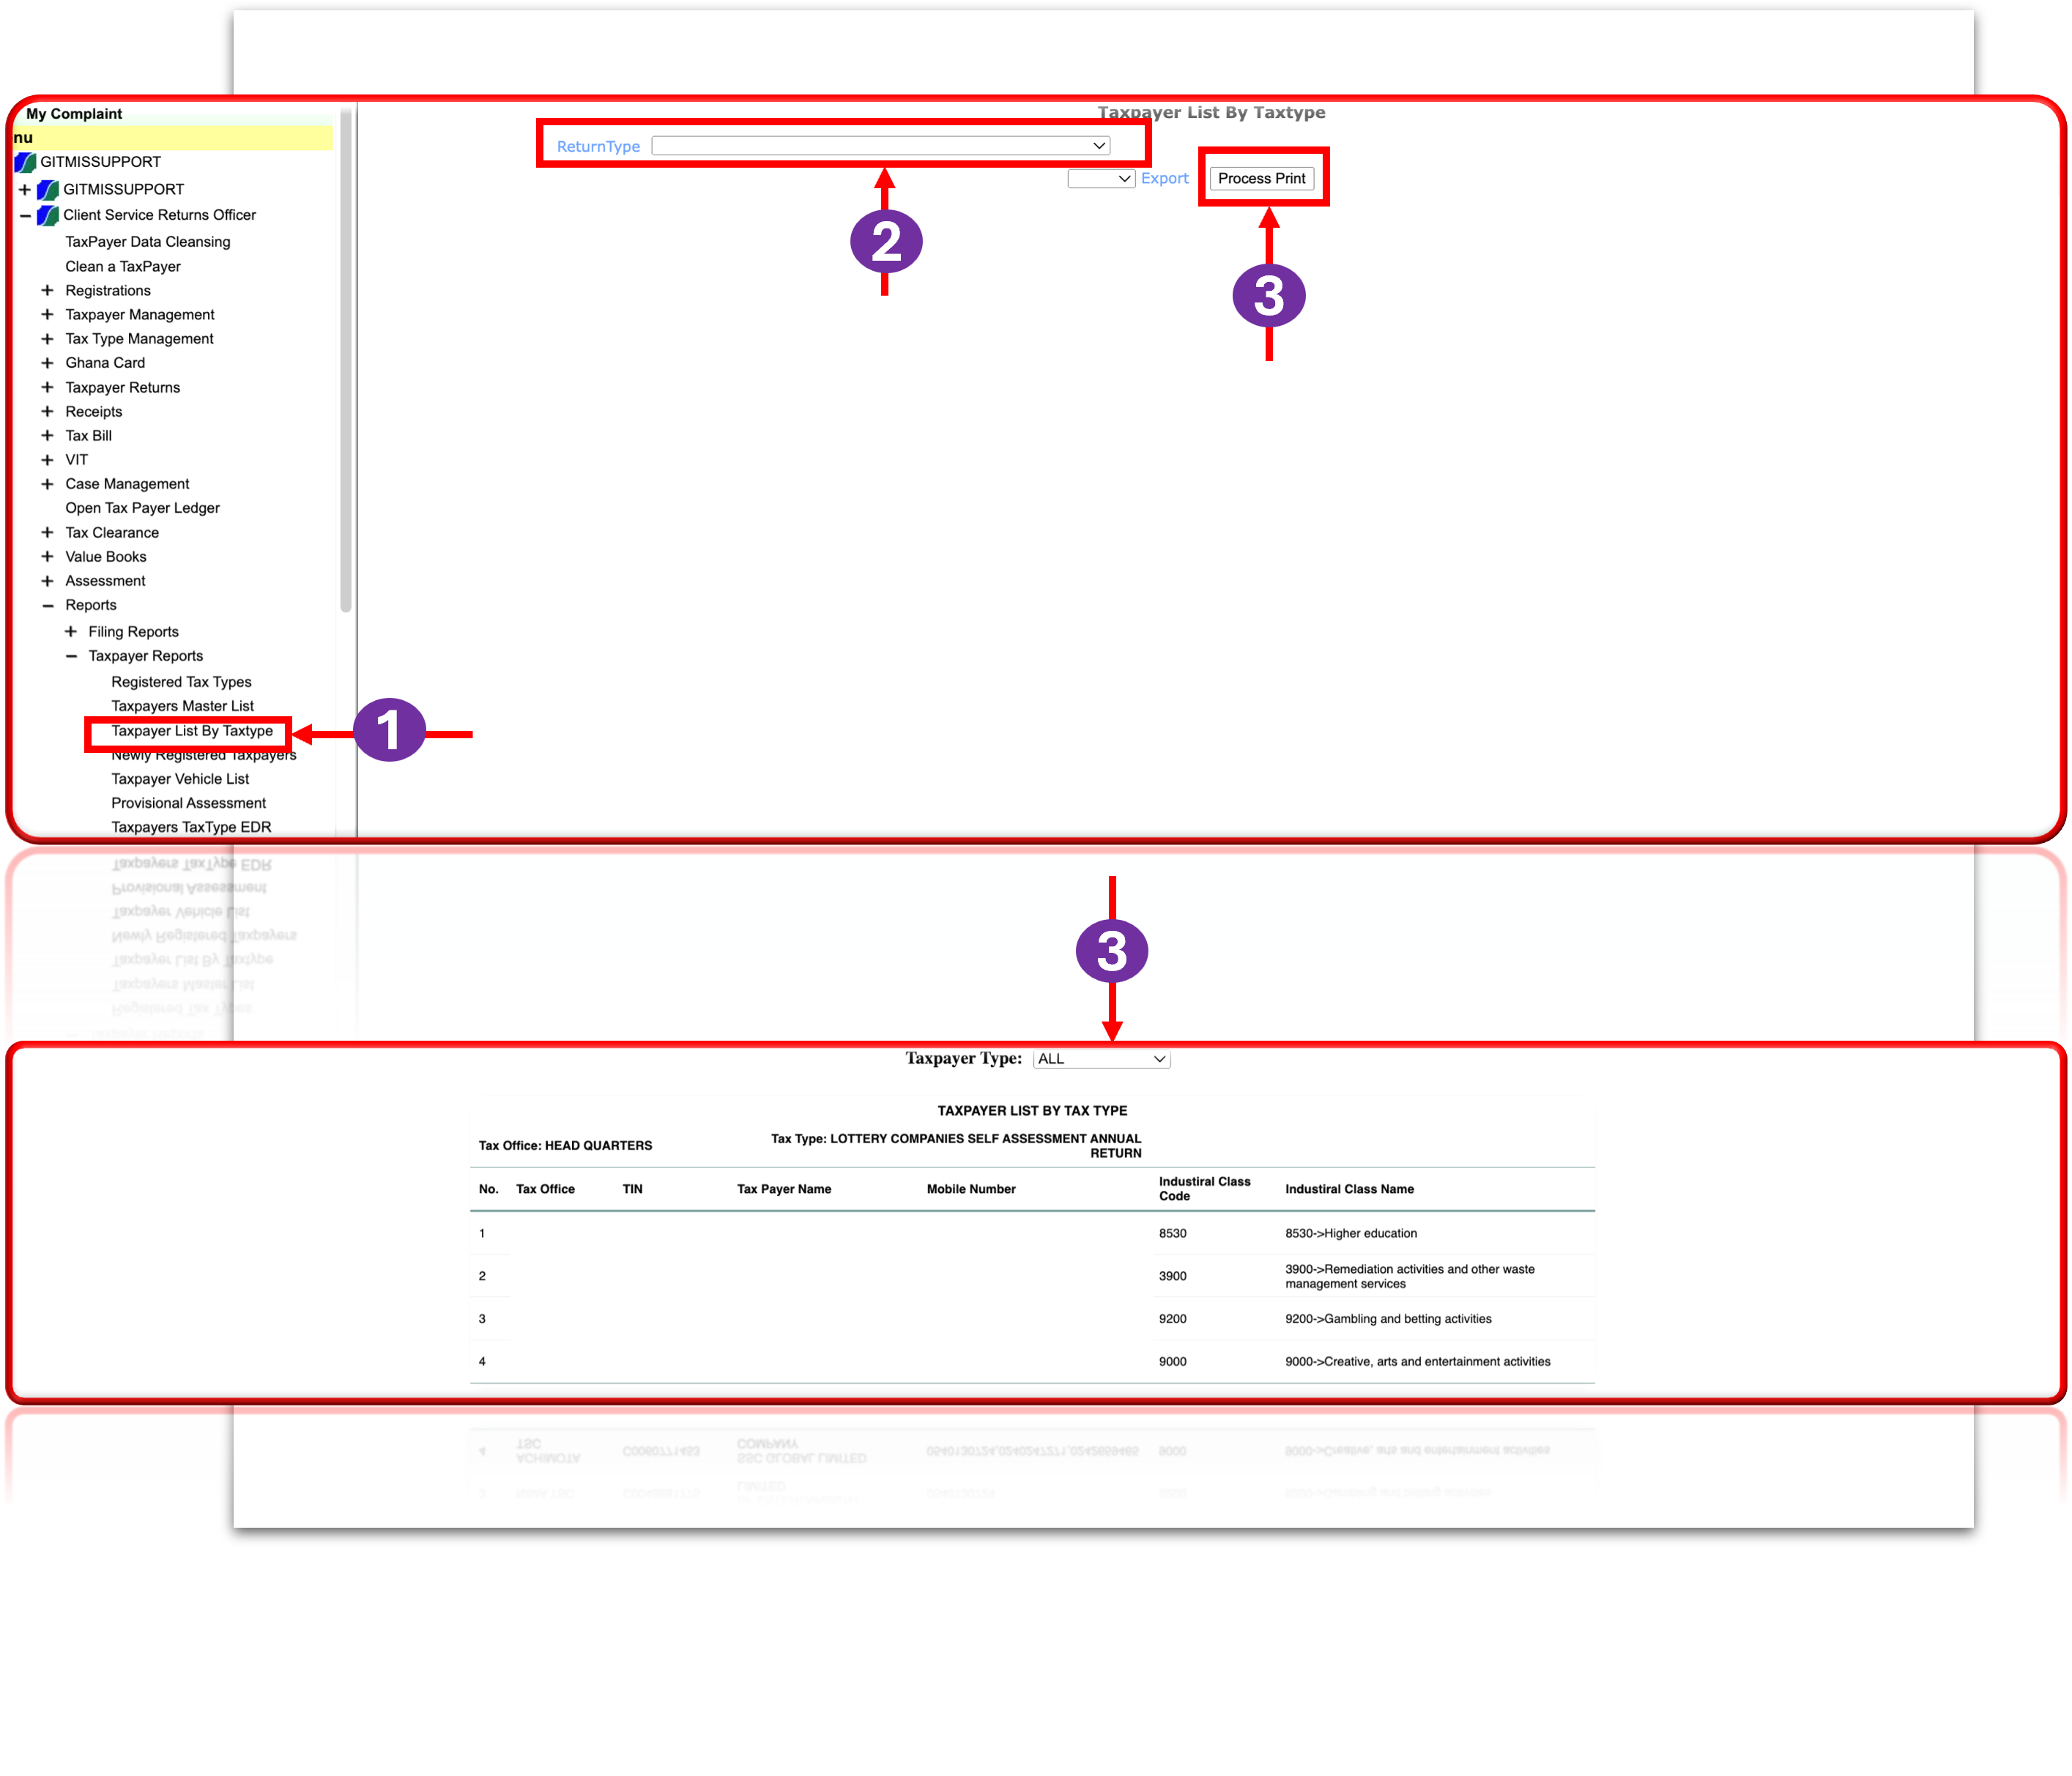 My Complaint
nu
GITMISSUPPORT
GITMISSUPPORT
Client Service Returns Officer
TaxPayer Data Cleansing
Clean a TaxPayer
Registrations
Taxpayer Management
Tax Type Management
Ghana Card
Taxpayer Returns
Receipts
Tax Bill
VIT
Case Management
Open Tax Payer Ledger
Tax Clearance
Value Books
Assessment
Reports
Filing Reports
Taxpayer Reports
Registered Tax Types
Taxpayers Master List
Taxpayer List By Taxtype
Newly Registered Taxpayers
Taxpayer Vehicle List
Provisional Assessment
Taxpayers TaxType EDR
1
Taxpayer List By Taxtype
ReturnType
Export Process Print
2
3
3
Taxpayer Type: ALL
TAXPAYER LIST BY TAX TYPE
Tax Office: HEAD QUARTERS
Tax Type: LOTTERY COMPANIES SELF ASSESSMENT ANNUAL
RETURN
No. Tax Office TIN Tax Payer Name Mobile Number Industiral Class Code Industiral Class Name
1 8530 8530->Higher education
2 3900 3900->Remediation activities and other waste
management services
3 9200 9200->Gambling and betting activities
4 9000 9000->Creative, arts and entertainment activities